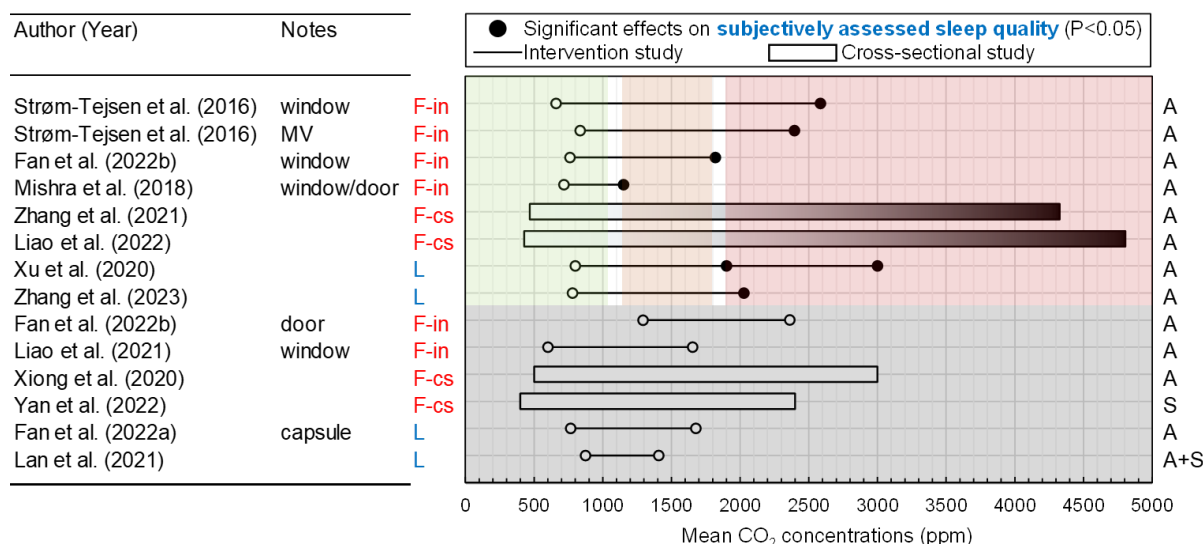 Author (Year) Notes
Significant effects on subjectively assessed sleep quality (P<0.05)
Intervention study Cross-sectional study
Strøm-Tejsen et al. (2016) window F-in A
Strøm-Tejsen et al. (2016) MV F-in A
Fan et al. (2022b) window F-in A
Mishra et al. (2018) window/door F-in A
Zhang et al. (2021) F-cs A
Liao et al. (2022) F-cs A
Xu et al. (2020) L A
Zhang et al. (2023) L A
Fan et al. (2022b) door F-in A
Liao et al. (2021) window F-in A
Xiong et al. (2020) F-cs A
Yan et al. (2022) F-cs S
Fan et al. (2022a) capsule L A
Lan et al. (2021) L A+S
0 500 1000 1500 2000 2500 3000 3500 4000 4500 5000
Mean CO₂ concentrations (ppm)